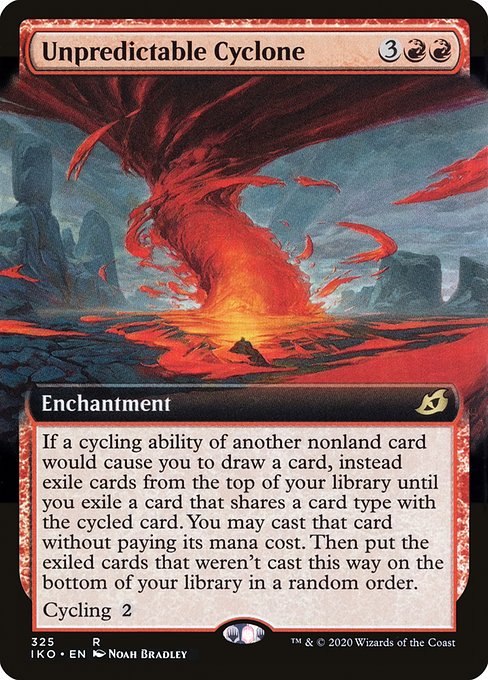 Unpredictable Cyclone 3
Enchantment
If a cycling ability of another nonland card
would cause you to draw a card, instead
exile cards from the top of your library until
you exile a card that shares a card type with
the cycled card. You may cast that card
without paying its mana cost. Then put the
exiled cards that weren't cast this way on the
bottom of your library in a random order.
Cycling 2
325 R
IKO • EN Noah Bradley
™ & © 2020 Wizards of the Coast